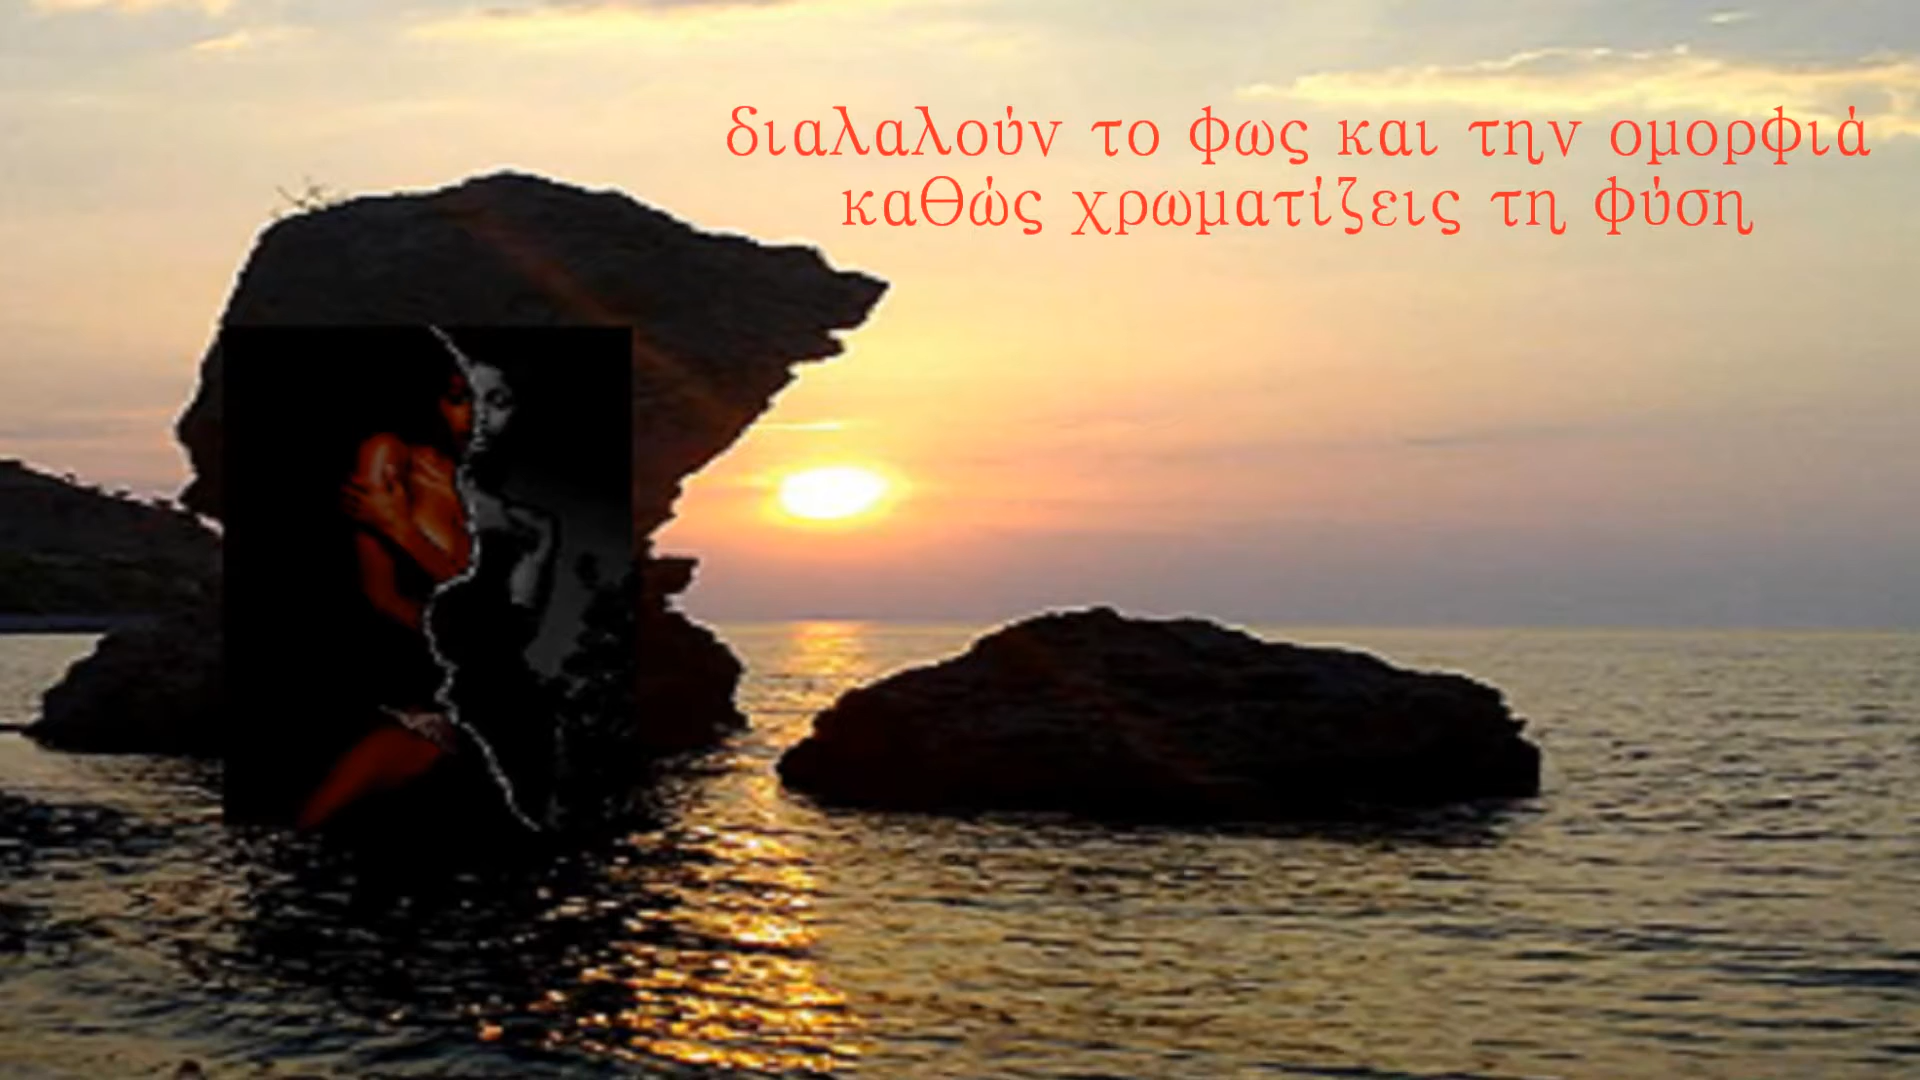 διαλαλούν το φως και την ομορφιά
καθώς χρωματίζεις τη φύση